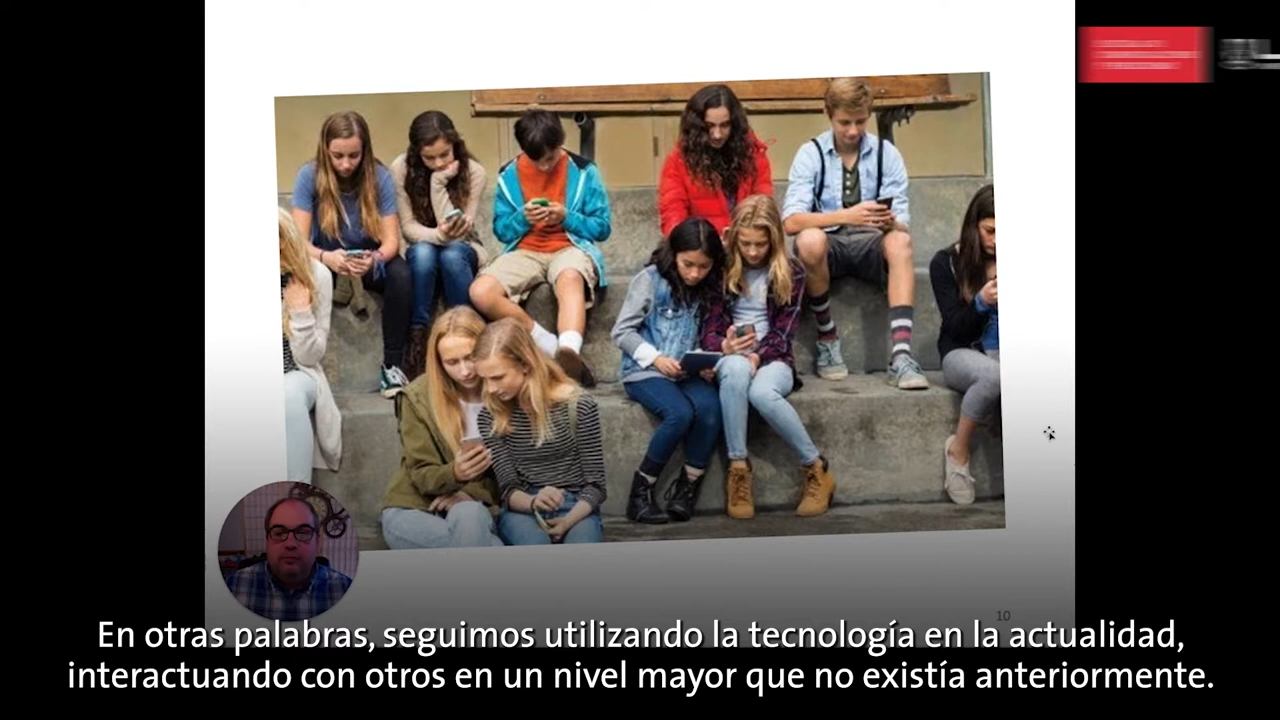 10
En otras palabras, seguimos utilizando la tecnología en la actualidad,
interactuando con otros en un nivel mayor que no existía anteriormente.